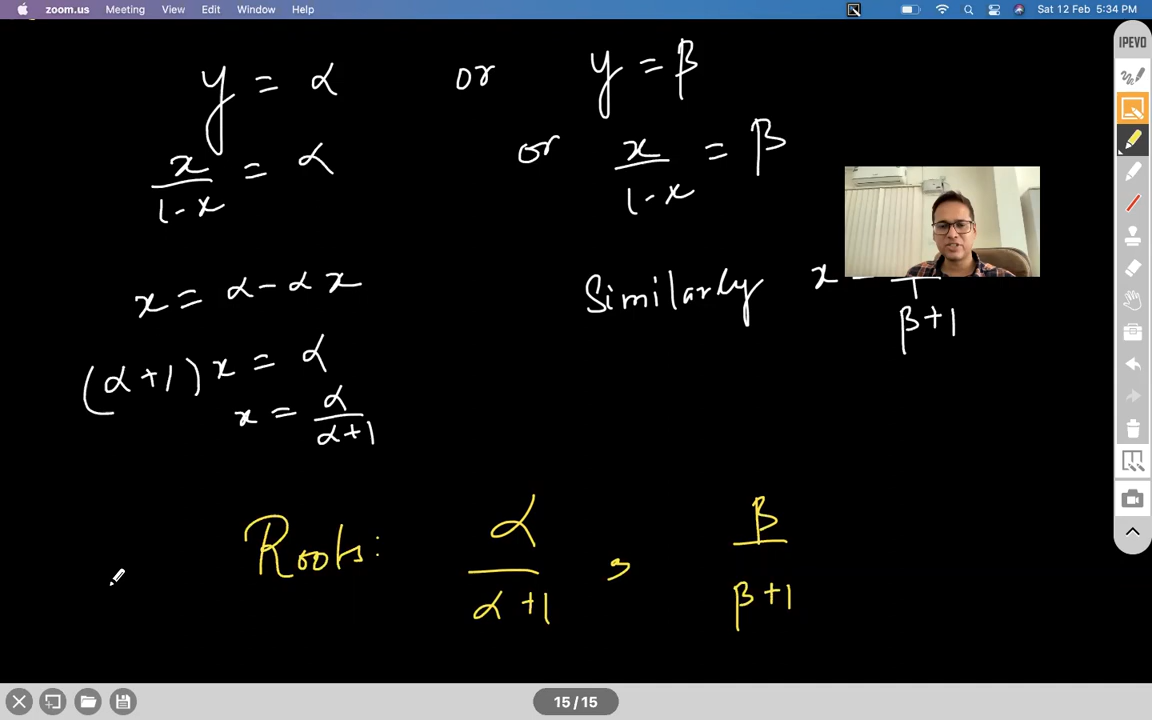 zoom.us Meeting View Edit Window Help Sat 12 Feb 5:34 PM
IPEVO
y = α or y = β
x/(1-x) = α or x/(1-x) = β
x = α - αx Similarly x = /(β+1)
(α+1)x = α
x = α/(α+1)
Roots: α/(α+1) , β/(β+1)
15/15